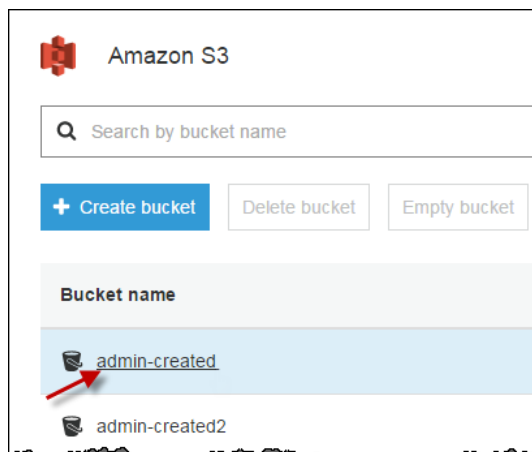 Amazon S3
Search by bucket name
+ Create bucket Delete bucket Empty bucket
Bucket name
admin-created
admin-created2